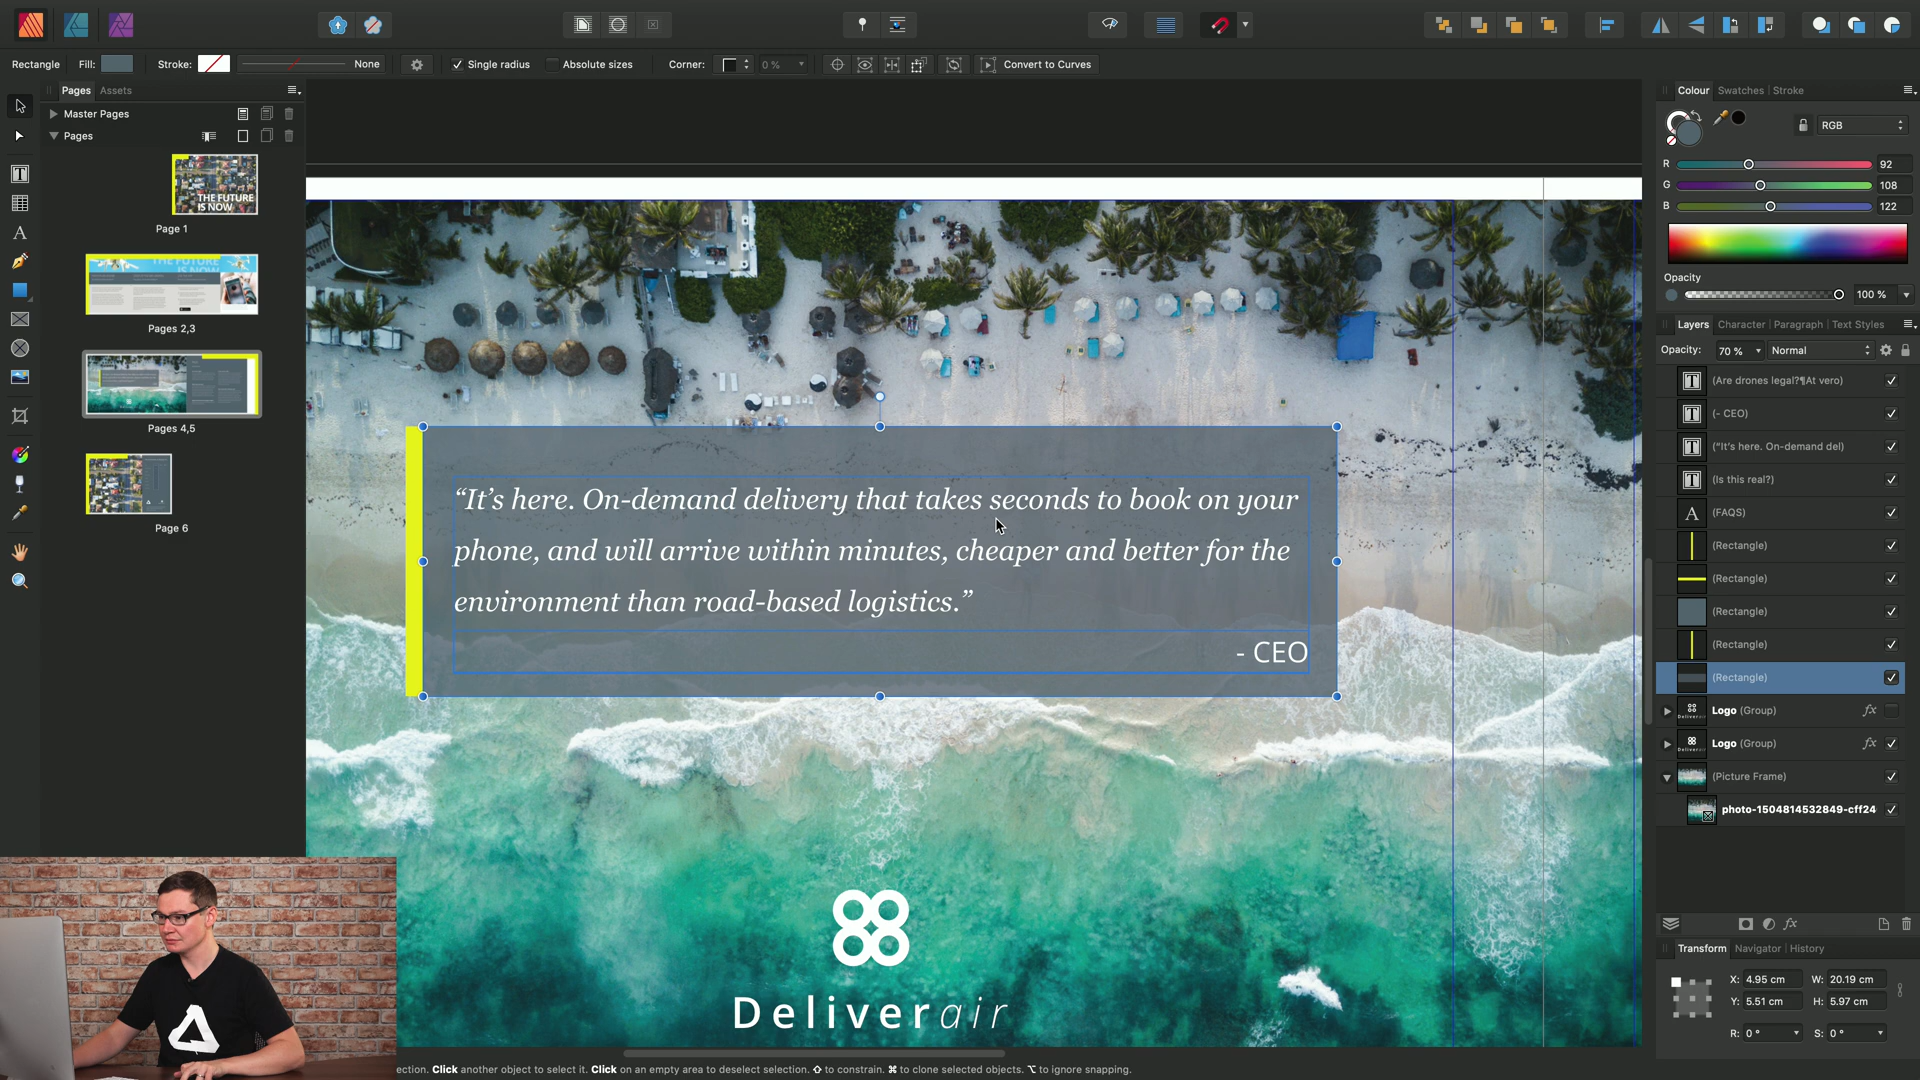 Rectangle
Fill:
Stroke:
None
Single radius
Absolute sizes
Corner:
0 %
Convert to Curves
Pages
Assets
Master Pages
Pages
THE FUTURE
IS NOW
Page 1
THE FUTURE
IS NOW
Pages 2,3
Pages 4,5
Page 6
“It’s here. On-demand delivery that takes seconds to book on your
phone, and will arrive within minutes, cheaper and better for the
environment than road-based logistics.”
- CEO
Deliverair
Colour
Swatches
Stroke
RGB
R
92
G
108
B
122
Opacity
100 %
Layers
Character
Paragraph
Text Styles
Opacity:
70 %
Normal
(Are drones legal?¶At vero)
(- CEO)
(“It’s here. On-demand del)
(Is this real?)
(FAQS)
(Rectangle)
(Rectangle)
(Rectangle)
(Rectangle)
(Rectangle)
Logo (Group)
fx
Logo (Group)
fx
(Picture Frame)
photo-1504814532849-cff24
fx
Transform
Navigator
History
X: 4.95 cm
W: 20.19 cm
Y: 5.51 cm
H: 5.97 cm
R: 0 °
S: 0 °
ection. Click another object to select it. Click on an empty area to deselect selection. ⇧ to constrain. ⌘ to clone selected objects. ⌥ to ignore snapping.